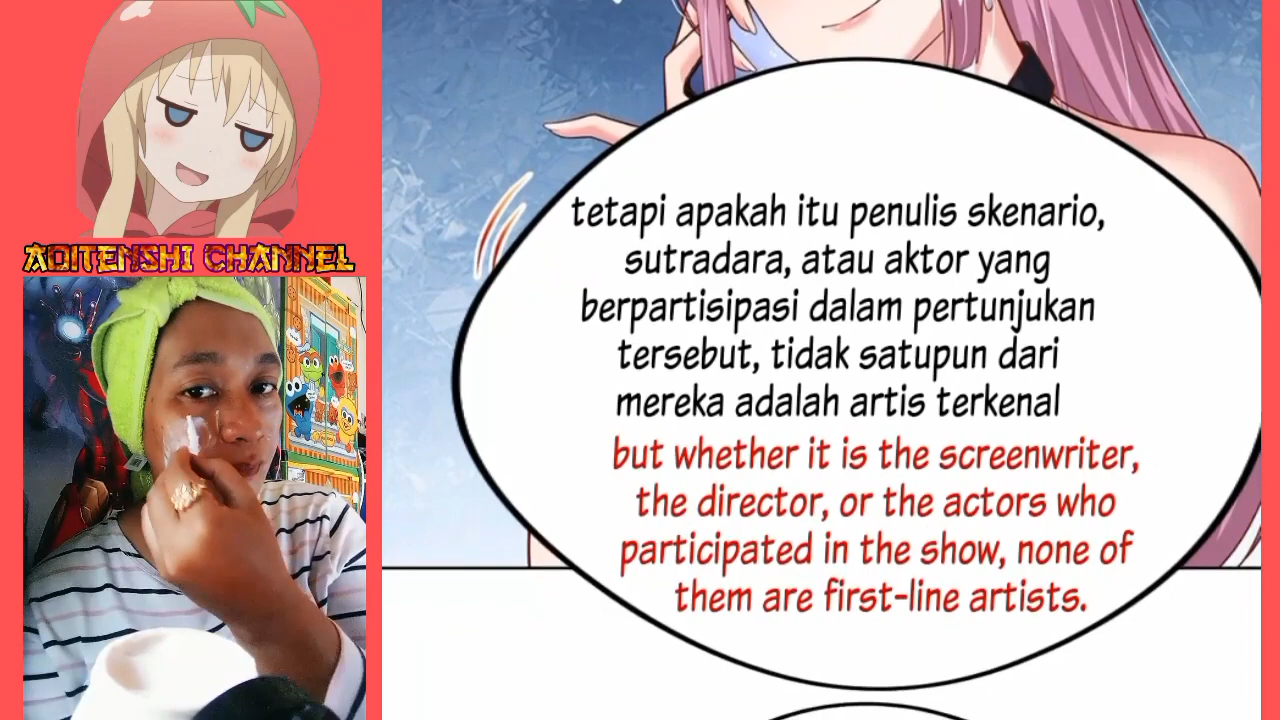 AOITENSHI CHANNEL
tetapi apakah itu penulis skenario,
sutradara, atau aktor yang
berpartisipasi dalam pertunjukan
tersebut, tidak satupun dari
mereka adalah artis terkenal
but whether it is the screenwriter,
the director, or the actors who
participated in the show, none of
them are first-line artists.